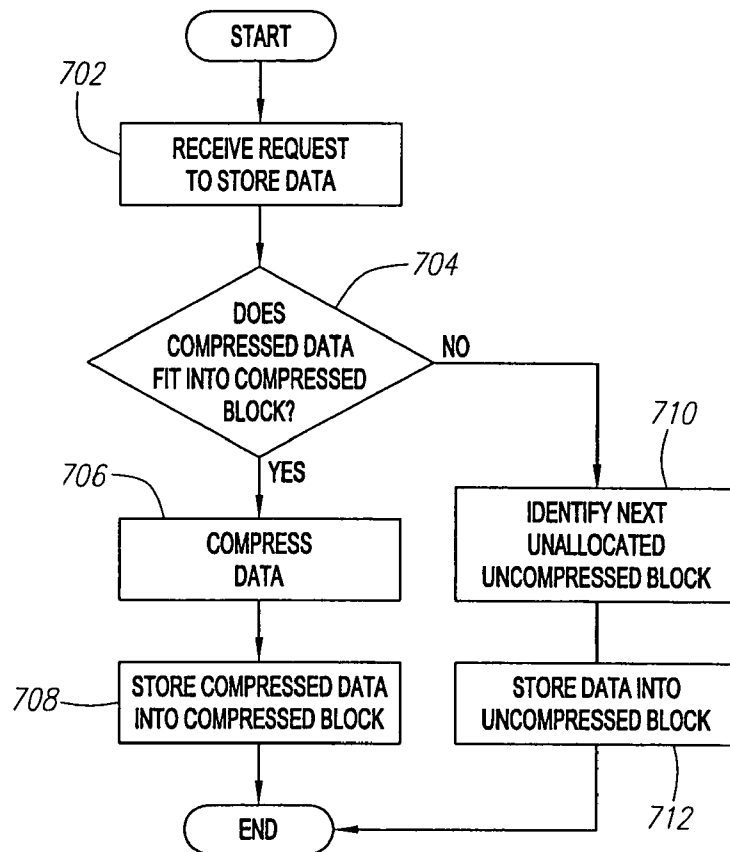 START
702
RECEIVE REQUEST
TO STORE DATA
704
DOES
COMPRESSED DATA
FIT INTO COMPRESSED
BLOCK?
NO
YES
706
COMPRESS
DATA
708
STORE COMPRESSED DATA
INTO COMPRESSED BLOCK
710
IDENTIFY NEXT
UNALLOCATED
UNCOMPRESSED BLOCK
STORE DATA INTO
UNCOMPRESSED BLOCK
712
END